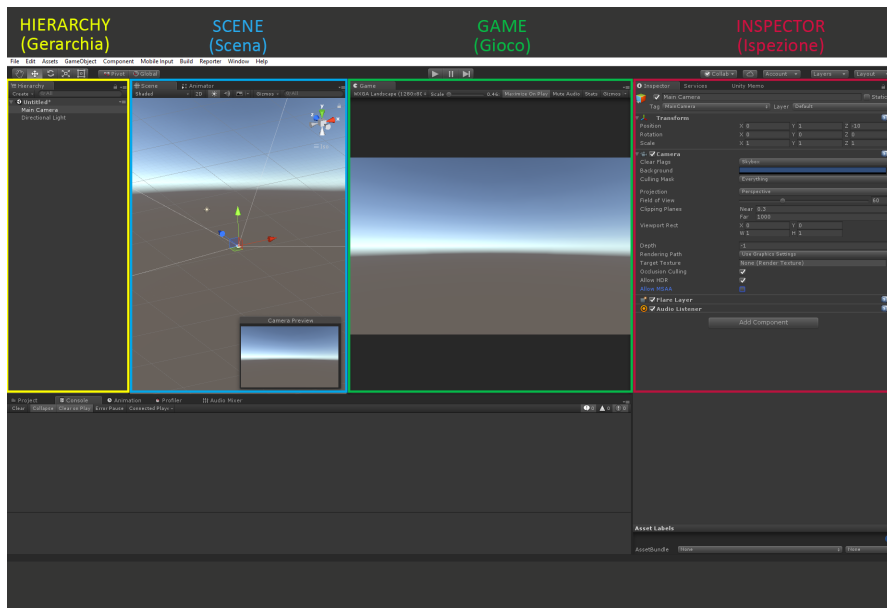 HIERARCHY
(Gerarchia)
SCENE
(Scena)
GAME
(Gioco)
INSPECTOR
(Ispezione)
File Edit Assets GameObject Component Mobile Input Build Reporter Window Help
Pivot Global
Collab Account Layers Layout
Hierarchy
Create
Untitled*
Main Camera
Directional Light
Scene Animator
Shaded 2D Gizmos
y
x
z
Iso
Camera Preview
Game
Scale 0.46 Maximize On Play Mute Audio Stats Gizmos
Inspector Services Unity Memo
Main Camera Static
Tag MainCamera Layer Default
Transform
Position X 0 Y 1 Z -10
Rotation X 0 Y 0 Z 0
Scale X 1 Y 1 Z 1
Camera
Clear Flags Skybox
Background
Culling Mask Everything
Projection Perspective
Field of View 60
Clipping Planes Near 0.3
Far 1000
Viewport Rect X 0 Y 0
W 1 H 1
Depth -1
Rendering Path Use Graphics Settings
Target Texture None (Render Texture)
Occlusion Culling
Allow HDR
Allow MSAA
Flare Layer
Audio Listener
Add Component
Project Console Animation Profiler Audio Mixer
Clear Collapse Clear on Play Error Pause Connected Playe
0 0 0
Asset Labels
AssetBundle None None